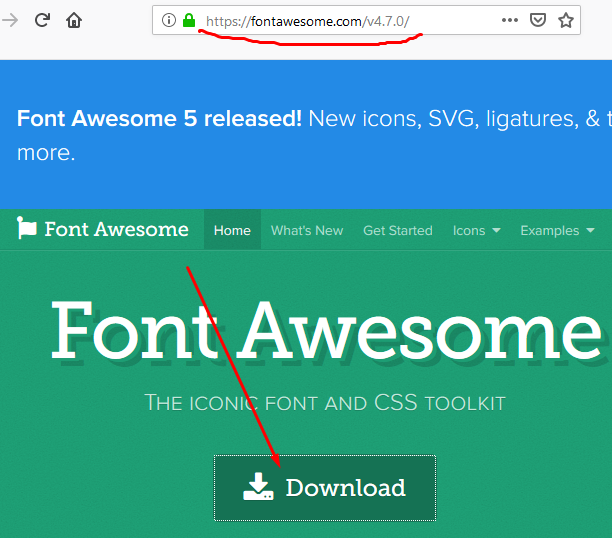 https://fontawesome.com/v4.7.0/
Font Awesome 5 released! New icons, SVG, ligatures, &
more.
Font Awesome Home What's New Get Started Icons Examples
Font Awesome
THE ICONIC FONT AND CSS TOOLKIT
Download